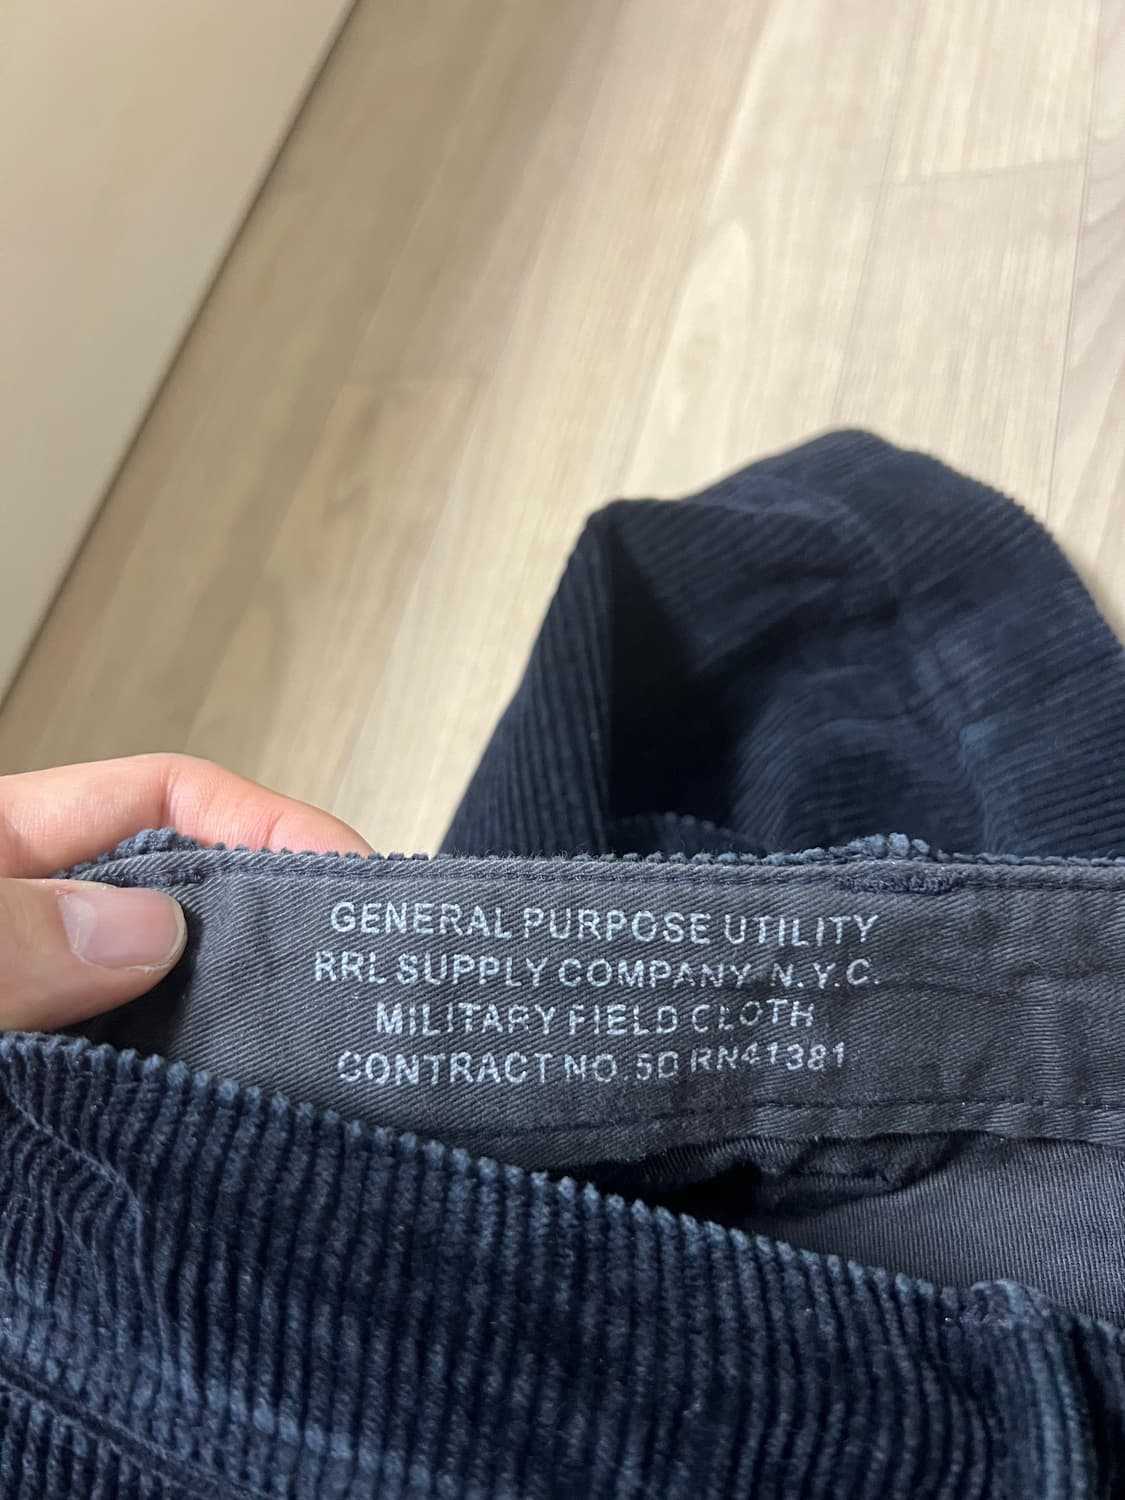 GENERAL PURPOSE UTILITY
RRL SUPPLY COMPANY N.Y.C.
MILITARY FIELD CLOTH
CONTRACT NO. 5D RN41381